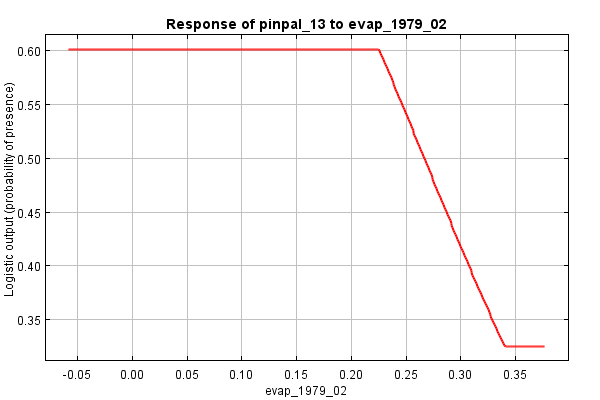 Response of pinpal_13 to evap_1979_02
Logistic output (probability of presence)
0.60
0.55
0.50
0.45
0.40
0.35
-0.05 0.00 0.05 0.10 0.15 0.20 0.25 0.30 0.35
evap_1979_02